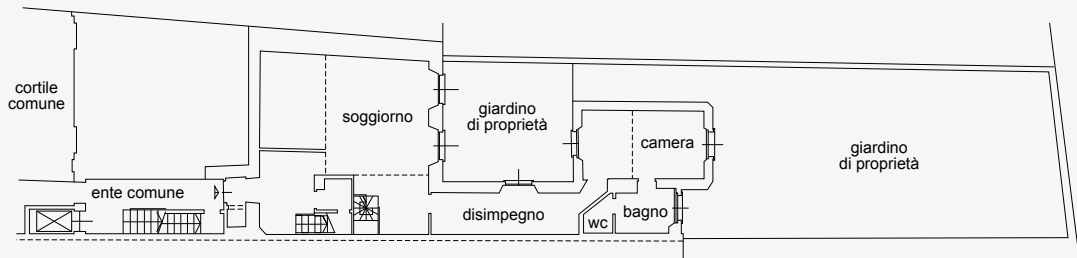 cortile
comune
soggiorno
giardino
di proprietà
camera
giardino
di proprietà
ente comune
disimpegno
wc
bagno